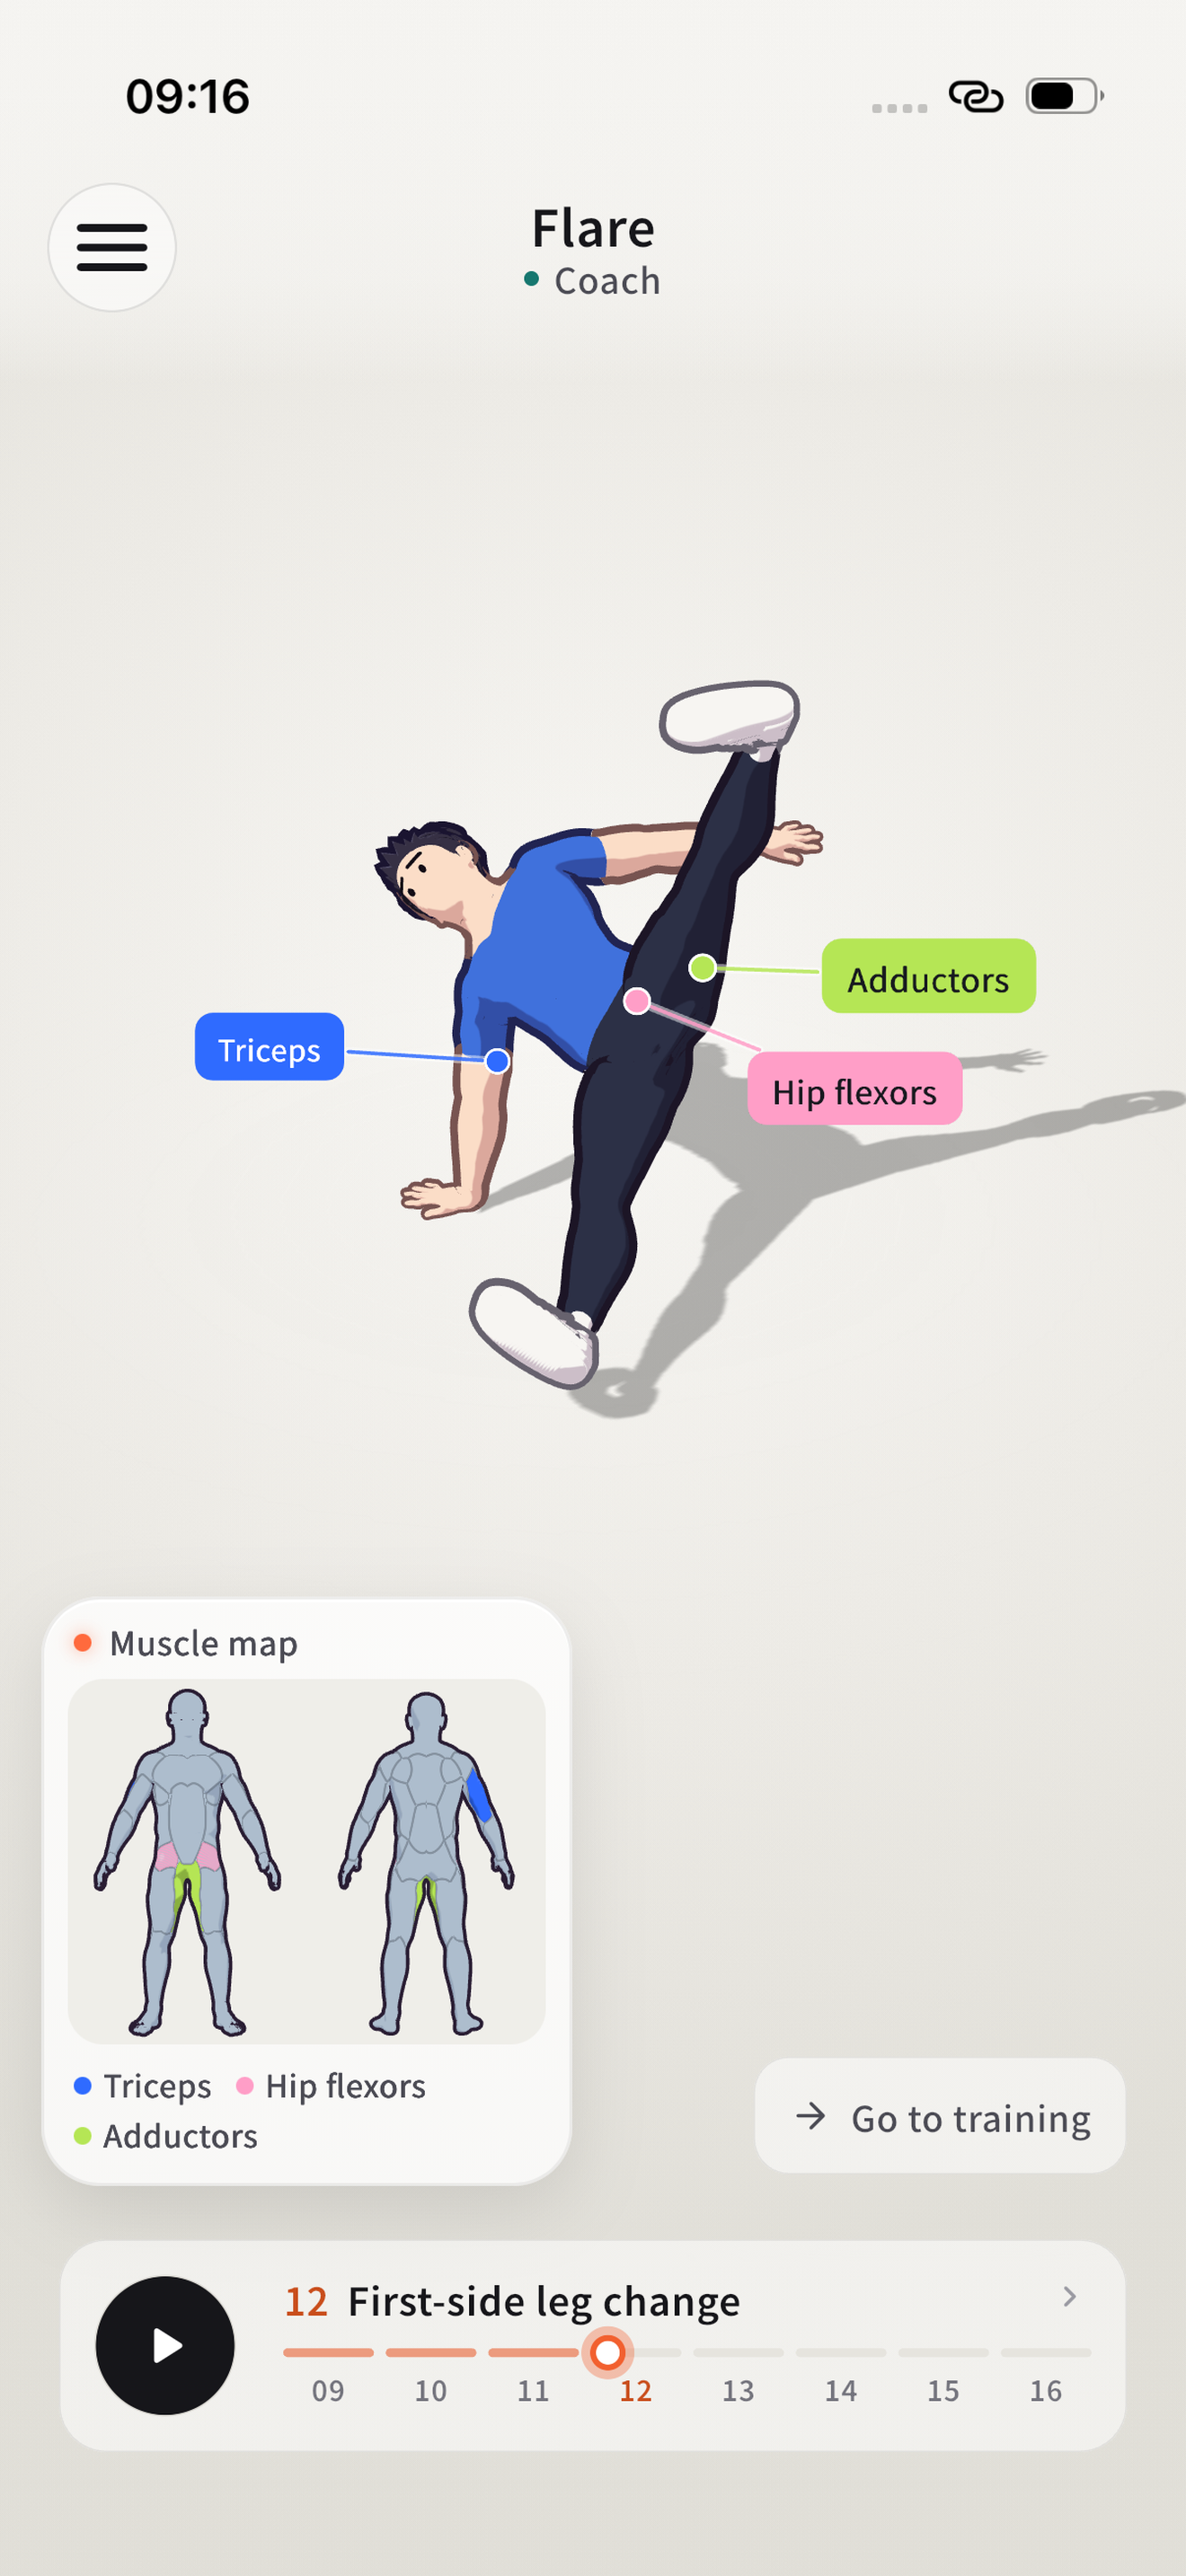 09:16
Flare
Coach
Adductors
Triceps
Hip flexors
Muscle map
Triceps Hip flexors
Adductors
Go to training
12 First-side leg change
09 10 11 12 13 14 15 16